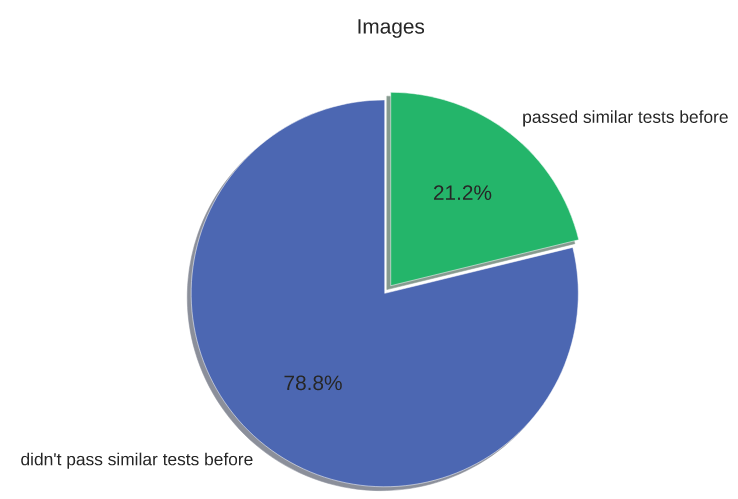 Images
passed similar tests before
21.2%
78.8%
didn't pass similar tests before